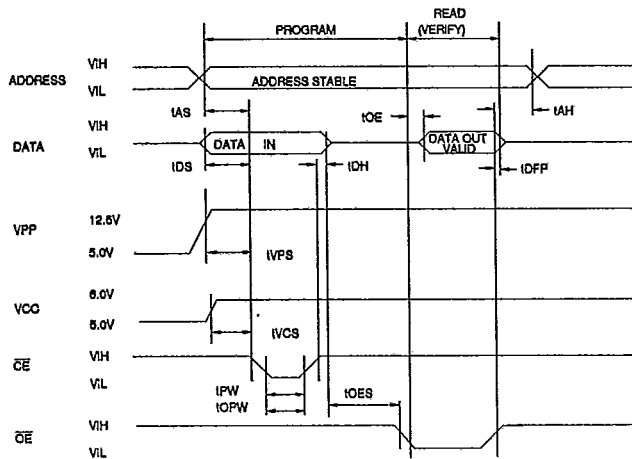 READ
PROGRAM (VERIFY)
ADDRESS ViH
ViL
ADDRESS STABLE
tAS
tOE
tAH
DATA ViH
ViL
DATA IN
DATA OUT
VALID
tDS
tDH
tDFP
VPP 12.5V
5.0V
tVPS
VCC 6.0V
5.0V
tVCS
CE ViH
ViL
tPW
tOPW
tOES
OE ViH
ViL